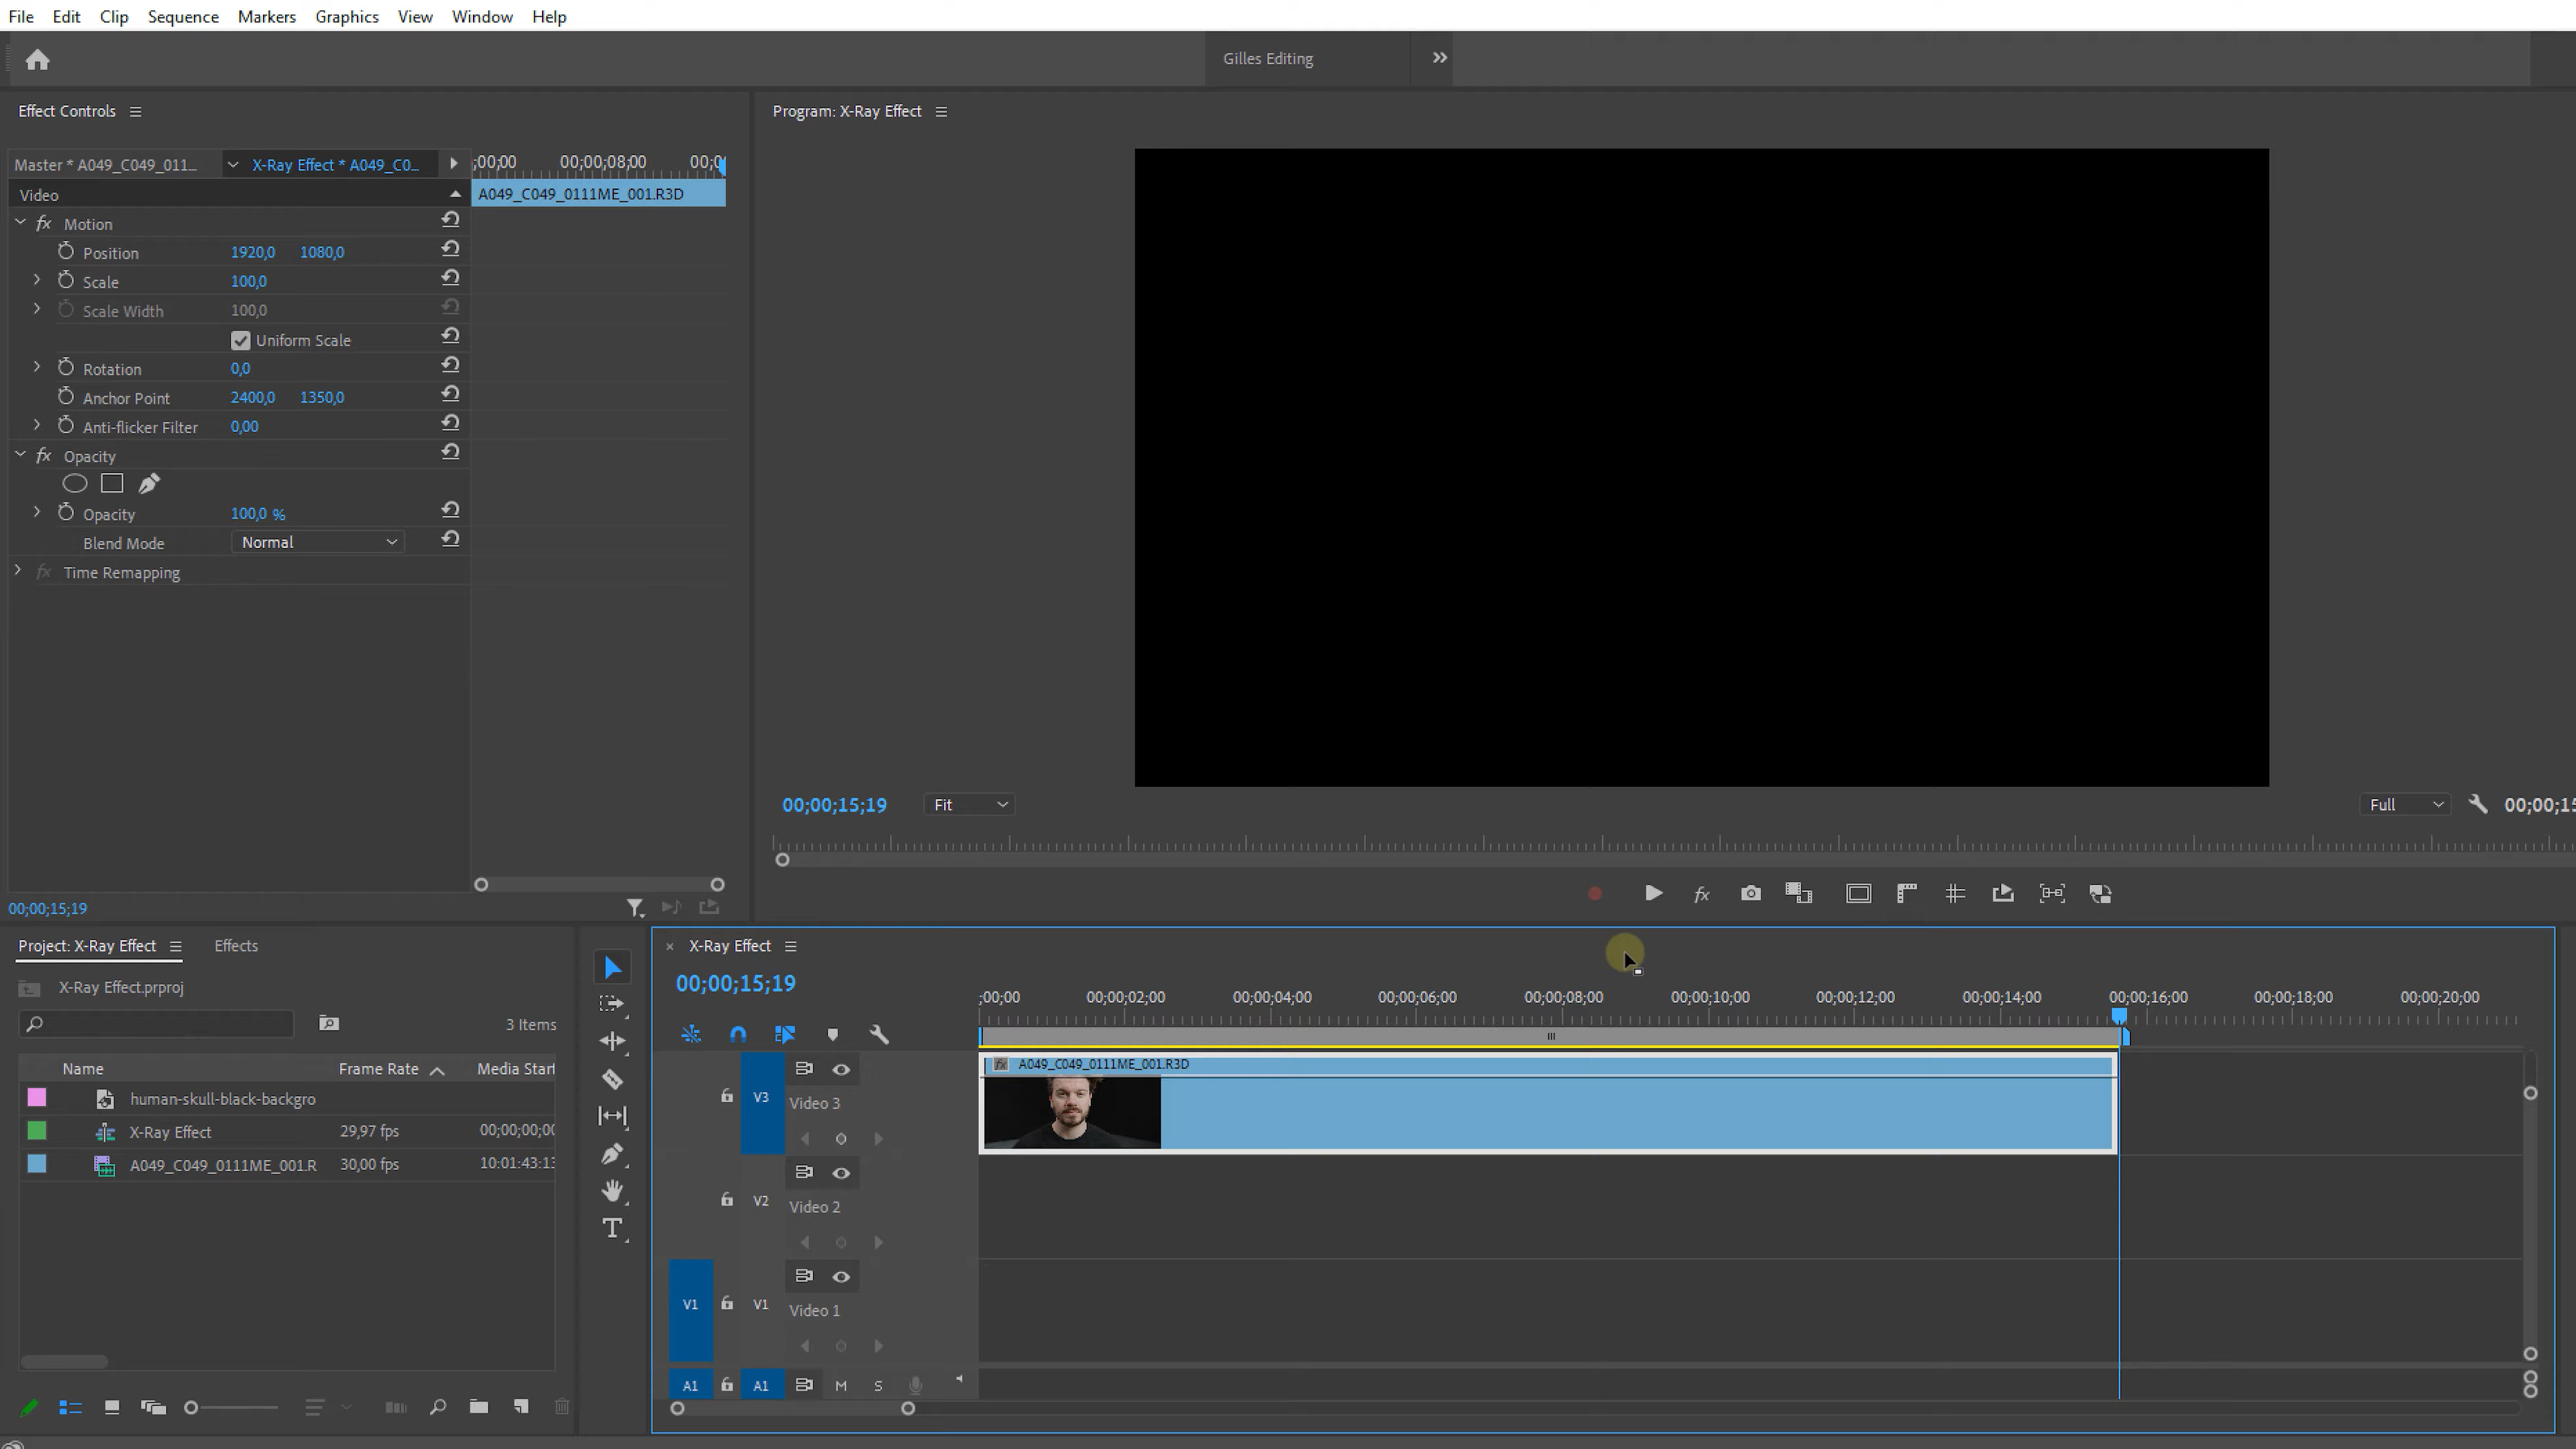 File Edit Clip Sequence Markers Graphics View Window Help
Gilles Editing
Effect Controls
Program: X-Ray Effect
Master * A049_C049_011... X-Ray Effect * A049_C0... ;00;00 00;00;08;00
Video A049_C049_0111ME_001.R3D
fx Motion
Position 1920,0 1080,0
Scale 100,0
Scale Width 100,0
Uniform Scale
Rotation 0,0
Anchor Point 2400,0 1350,0
Anti-flicker Filter 0,00
fx Opacity
Opacity 100,0 %
Blend Mode Normal
fx Time Remapping
00;00;15;19 Fit Full
fx
00;00;15;19
Project: X-Ray Effect Effects
X-Ray Effect.prproj
3 Items
Name Frame Rate Media Star
human-skull-black-backgro
X-Ray Effect 29,97 fps 00;00;00;00
A049_C049_0111ME_001.R 30,00 fps 10:01:43:13
X-Ray Effect
00;00;15;19
;00;00 00;00;02;00 00;00;04;00 00;00;06;00 00;00;08;00 00;00;10;00 00;00;12;00 00;00;14;00 00;00;16;00 00;00;18;00 00;00;20;00
fx A049_C049_0111ME_001.R3D
V3 Video 3
V2 Video 2
V1 V1 Video 1
A1 A1 M S